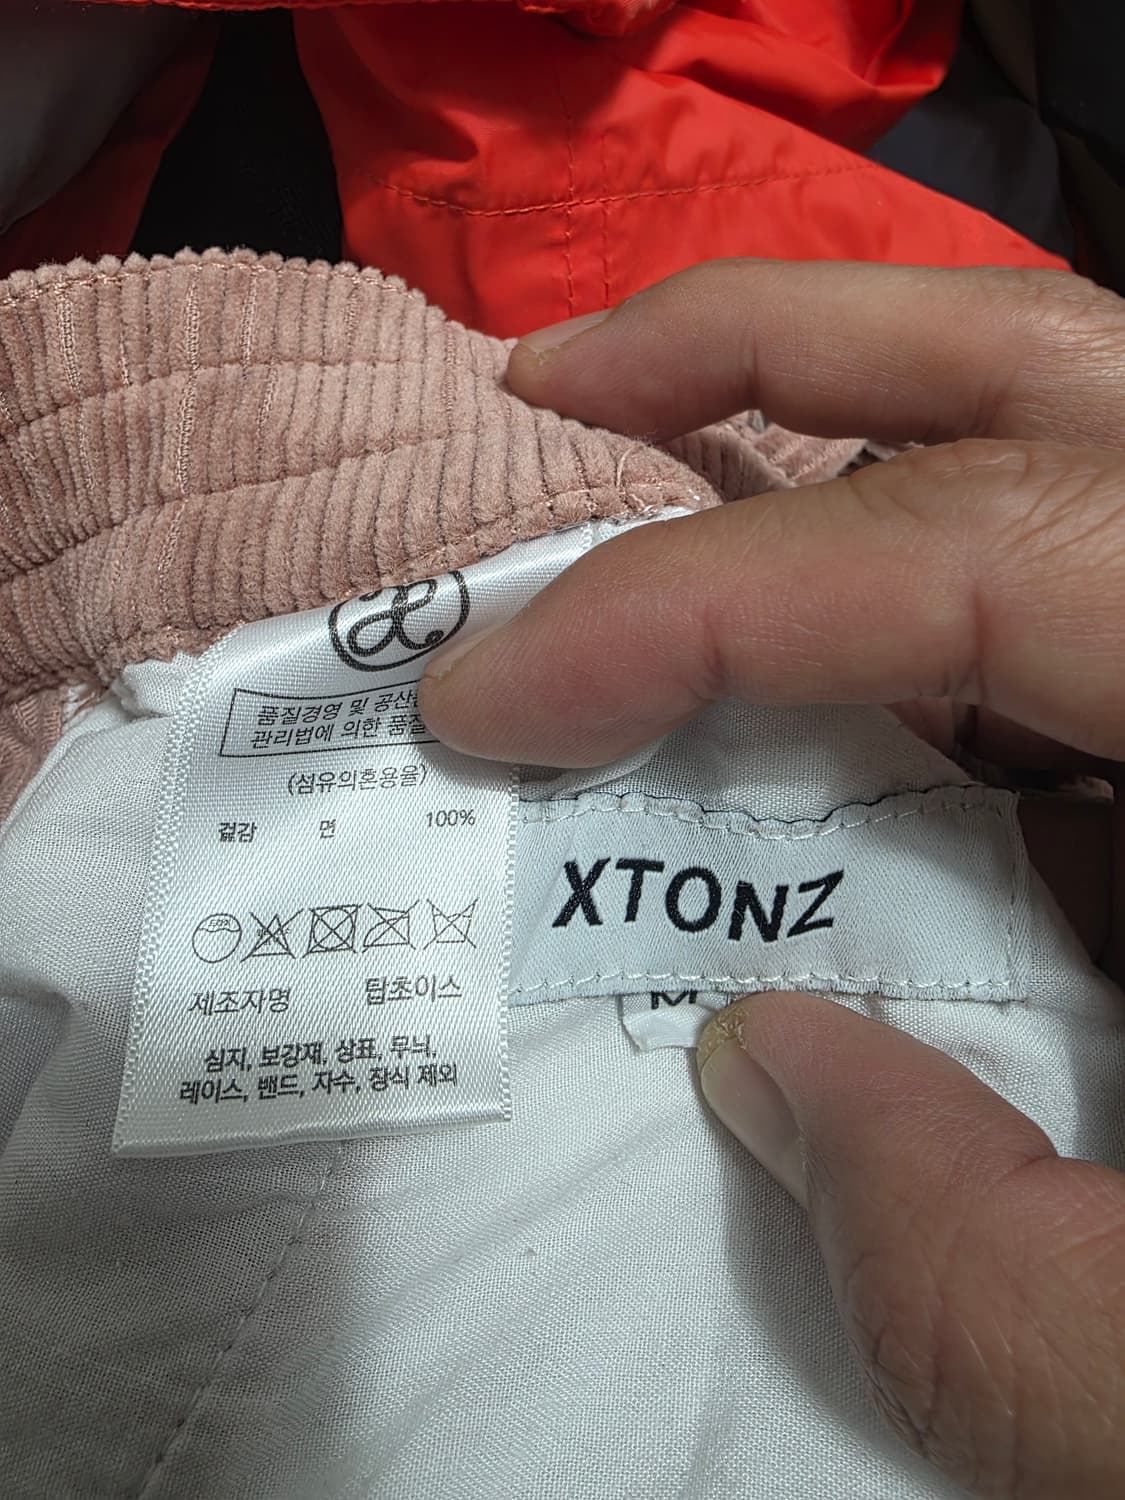 품질경영 및 공산
관리법에 의한 품질
(섬유의혼용율)
겉감 면 100%
제조자명 탑초이스
심지, 보강재, 상표, 무늬,
레이스, 밴드, 자수, 장식 제외
XTONZ
M